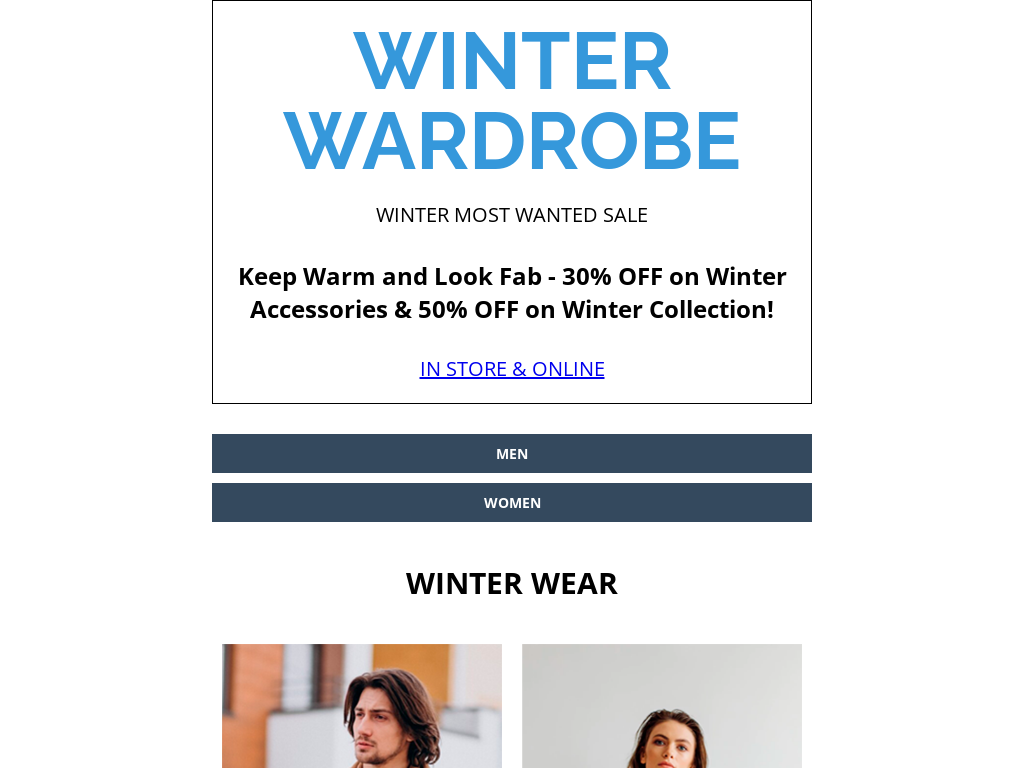 WINTER
WARDROBE
WINTER MOST WANTED SALE
Keep Warm and Look Fab - 30% OFF on Winter
Accessories & 50% OFF on Winter Collection!
IN STORE & ONLINE
MEN
WOMEN
WINTER WEAR